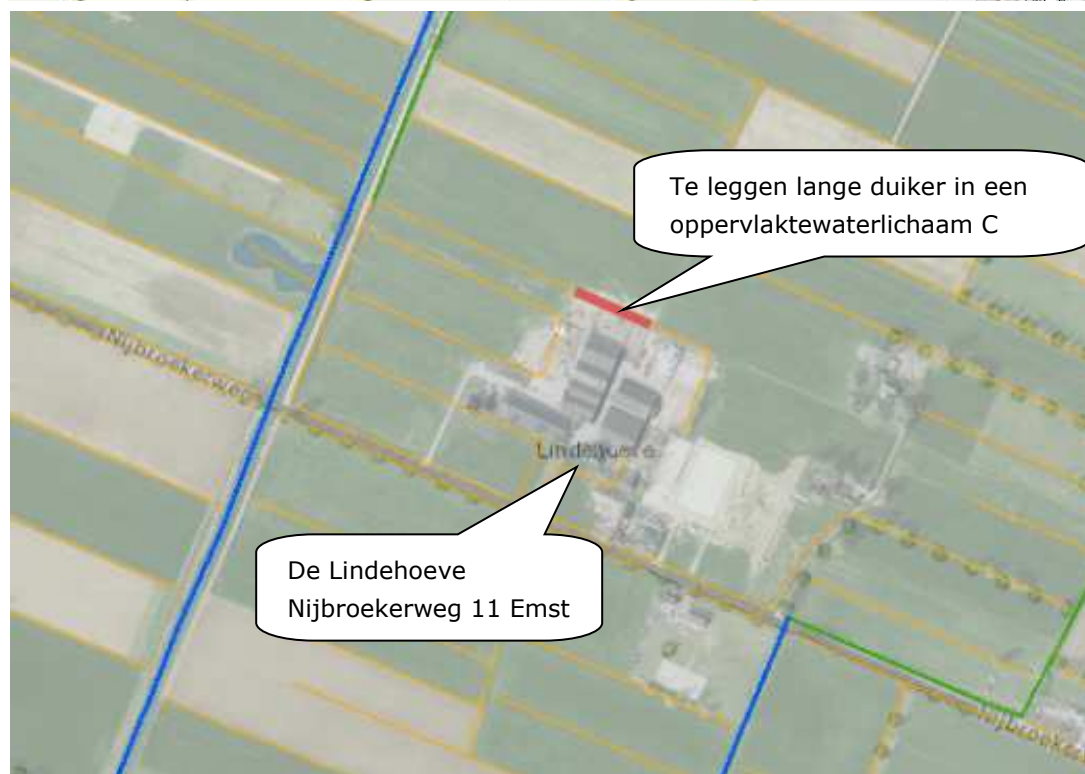 Te leggen lange duiker in een
oppervlaktewaterlichaam C
Nijbroekerweg
De Lindehoeve
Nijbroekerweg 11 Emst